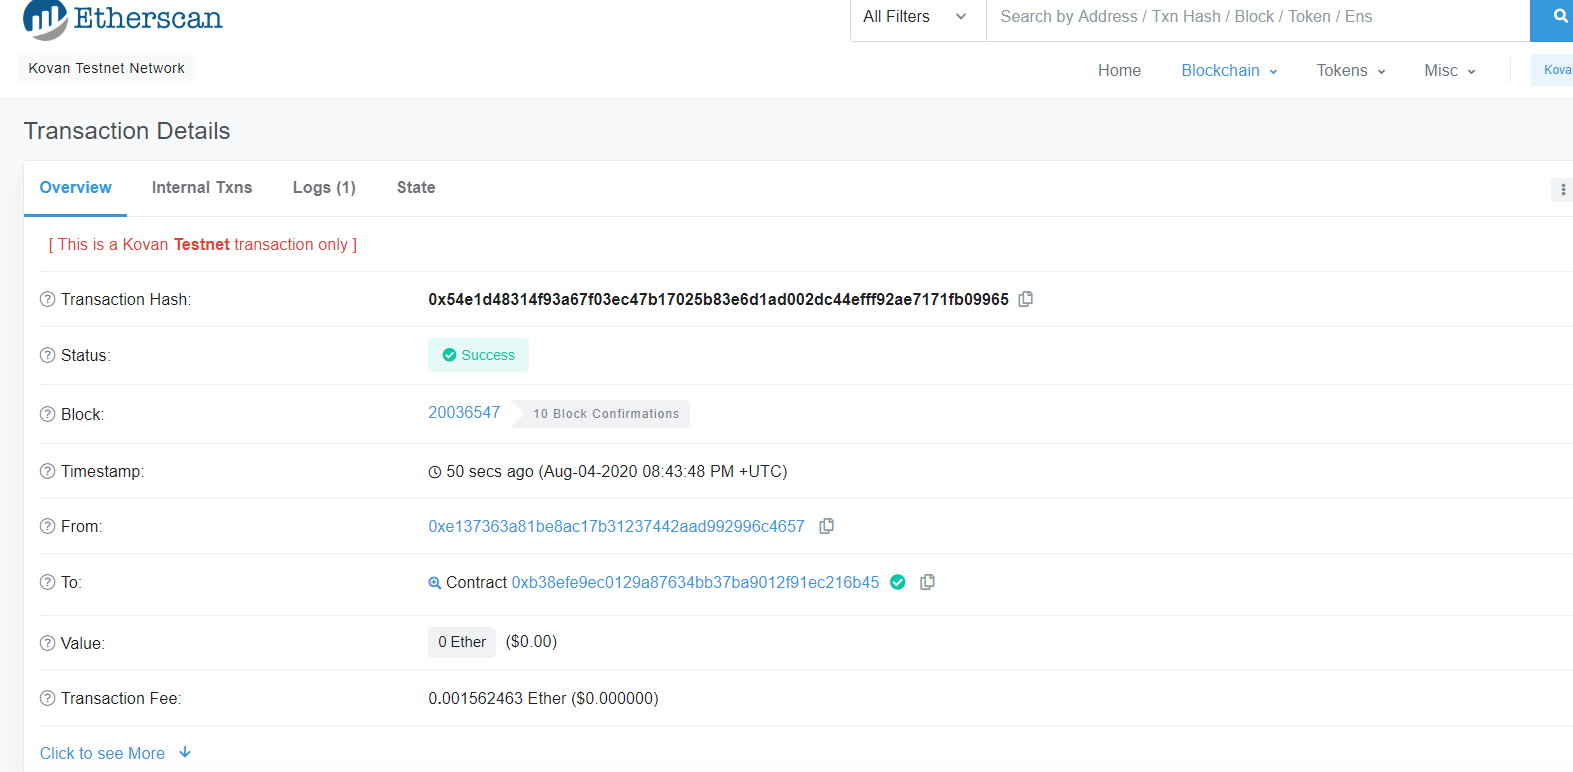 Etherscan
All Filters
Search by Address / Txn Hash / Block / Token / Ens
Kovan Testnet Network
Home Blockchain Tokens Misc
Transaction Details
Overview Internal Txns Logs (1) State
[ This is a Kovan Testnet transaction only ]
Transaction Hash: 0x54e1d48314f93a67f03ec47b17025b83e6d1ad002dc44efff92ae7171fb09965
Status: Success
Block: 20036547 10 Block Confirmations
Timestamp: 50 secs ago (Aug-04-2020 08:43:48 PM +UTC)
From: 0xe137363a81be8ac17b31237442aad992996c4657
To: Contract 0xb38efe9ec0129a87634bb37ba9012f91ec216b45
Value: 0 Ether ($0.00)
Transaction Fee: 0.001562463 Ether ($0.000000)
Click to see More